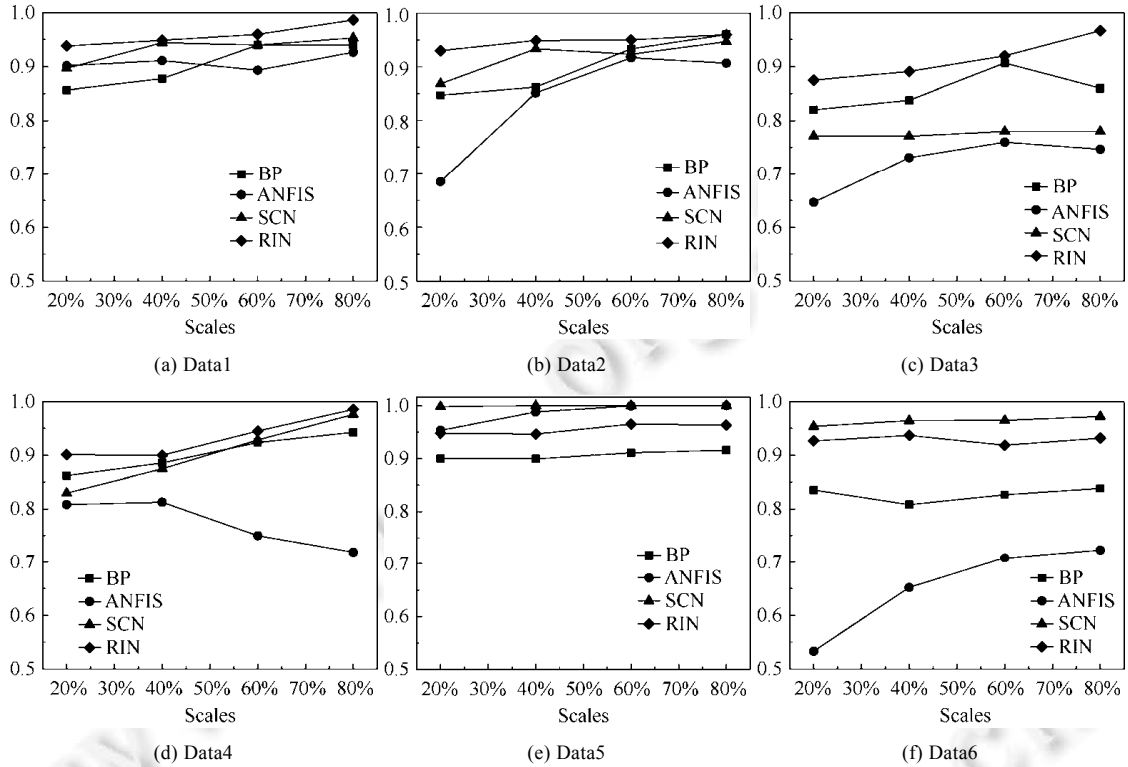 1.0
0.9
0.8
0.7
0.6
0.5
BP
ANFIS
SCN
RIN
20% 30% 40% 50% 60% 70% 80%
Scales
(a) Data1
1.0
0.9
0.8
0.7
0.6
0.5
BP
ANFIS
SCN
RIN
20% 30% 40% 50% 60% 70% 80%
Scales
(b) Data2
1.0
0.9
0.8
0.7
0.6
0.5
BP
ANFIS
SCN
RIN
20% 30% 40% 50% 60% 70% 80%
Scales
(c) Data3
1.0
0.9
0.8
0.7
0.6
0.5
BP
ANFIS
SCN
RIN
20% 30% 40% 50% 60% 70% 80%
Scales
(d) Data4
1.0
0.9
0.8
0.7
0.6
0.5
BP
ANFIS
SCN
RIN
20% 30% 40% 50% 60% 70% 80%
Scales
(e) Data5
1.0
0.9
0.8
0.7
0.6
0.5
BP
ANFIS
SCN
RIN
20% 30% 40% 50% 60% 70% 80%
Scales
(f) Data6